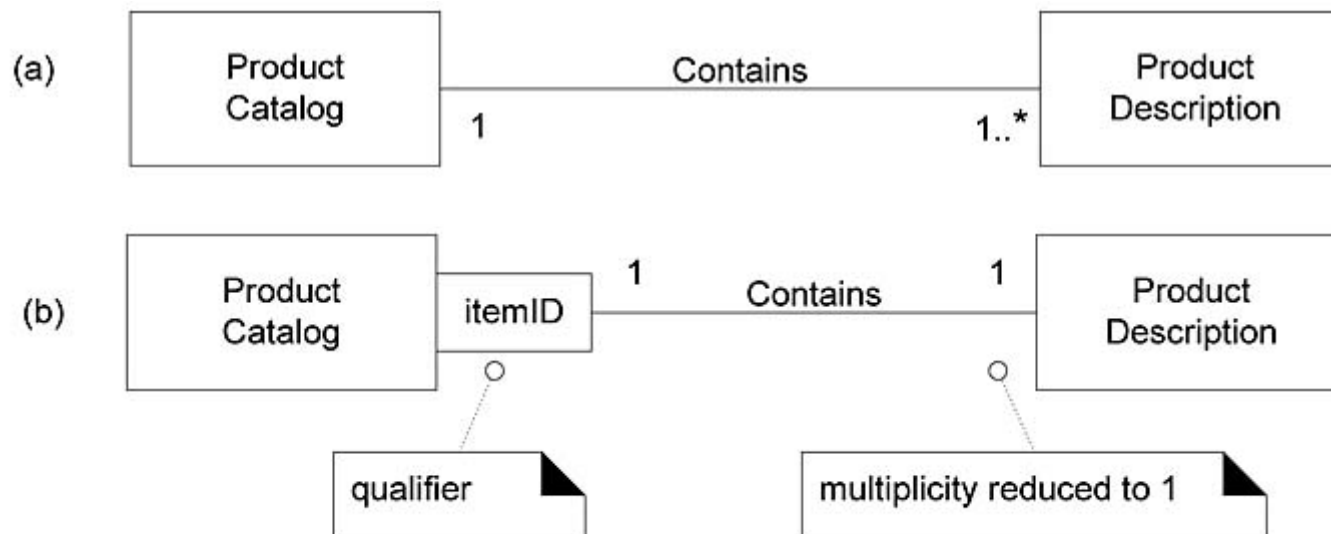 (a)
Product
Catalog
Contains
1
1..*
Product
Description
(b)
Product
Catalog
itemID
1
Contains
1
Product
Description
qualifier
multiplicity reduced to 1